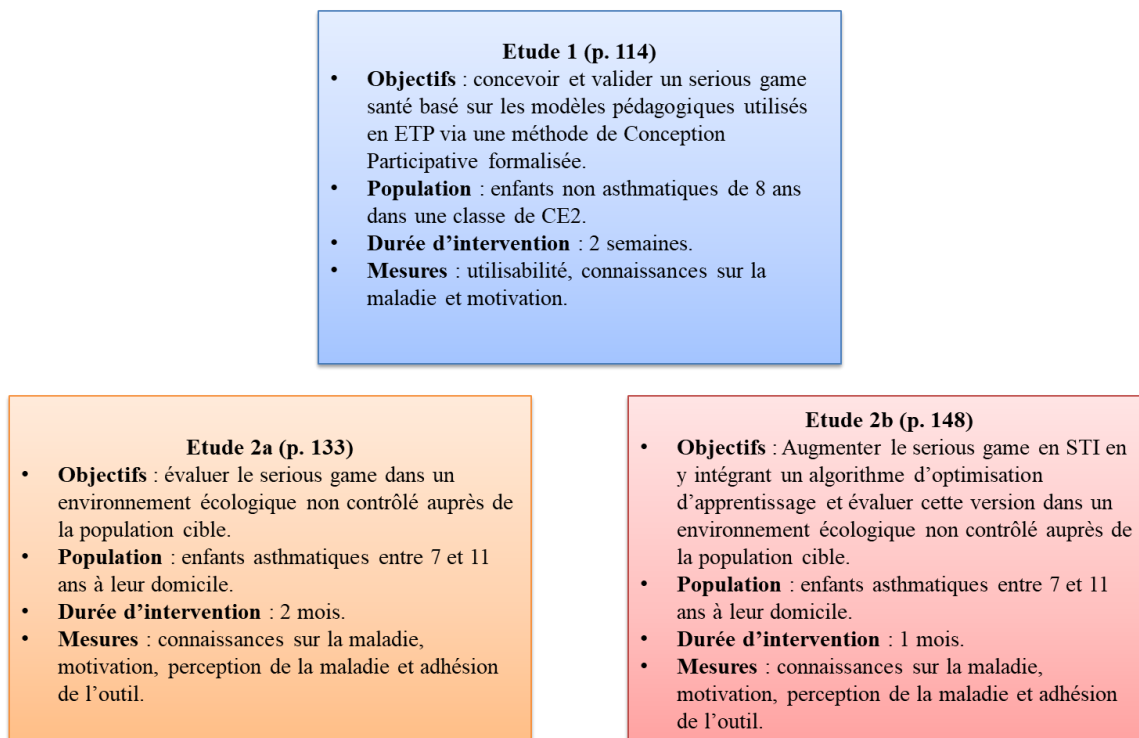 Etude 1 (p. 114)
• Objectifs : concevoir et valider un serious game
santé basé sur les modèles pédagogiques utilisés
en ETP via une méthode de Conception
Participative formalisée.
• Population : enfants non asthmatiques de 8 ans
dans une classe de CE2.
• Durée d’intervention : 2 semaines.
• Mesures : utilisabilité, connaissances sur la
maladie et motivation.
Etude 2a (p. 133)
• Objectifs : évaluer le serious game dans un
environnement écologique non contrôlé auprès de
la population cible.
• Population : enfants asthmatiques entre 7 et 11
ans à leur domicile.
• Durée d’intervention : 2 mois.
• Mesures : connaissances sur la maladie,
motivation, perception de la maladie et adhésion
de l’outil.
Etude 2b (p. 148)
• Objectifs : Augmenter le serious game en STI en
y intégrant un algorithme d’optimisation
d’apprentissage et évaluer cette version dans un
environnement écologique non contrôlé auprès de
la population cible.
• Population : enfants asthmatiques entre 7 et 11
ans à leur domicile.
• Durée d’intervention : 1 mois.
• Mesures : connaissances sur la maladie,
motivation, perception de la maladie et adhésion
de l’outil.